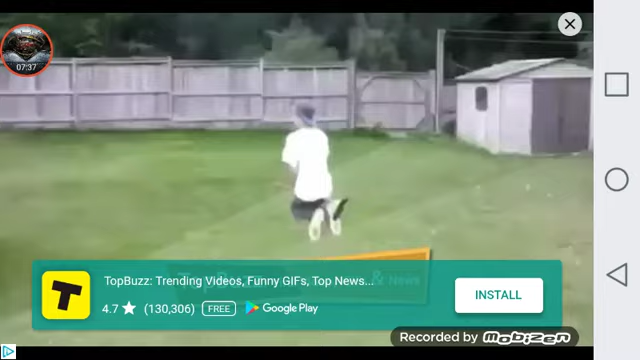 07:37
& News
TopBuzz: Trending Videos, Funny GIFs, Top News...
T
4.7 ★ (130,306) FREE Google Play
INSTALL
Recorded by Mobizen